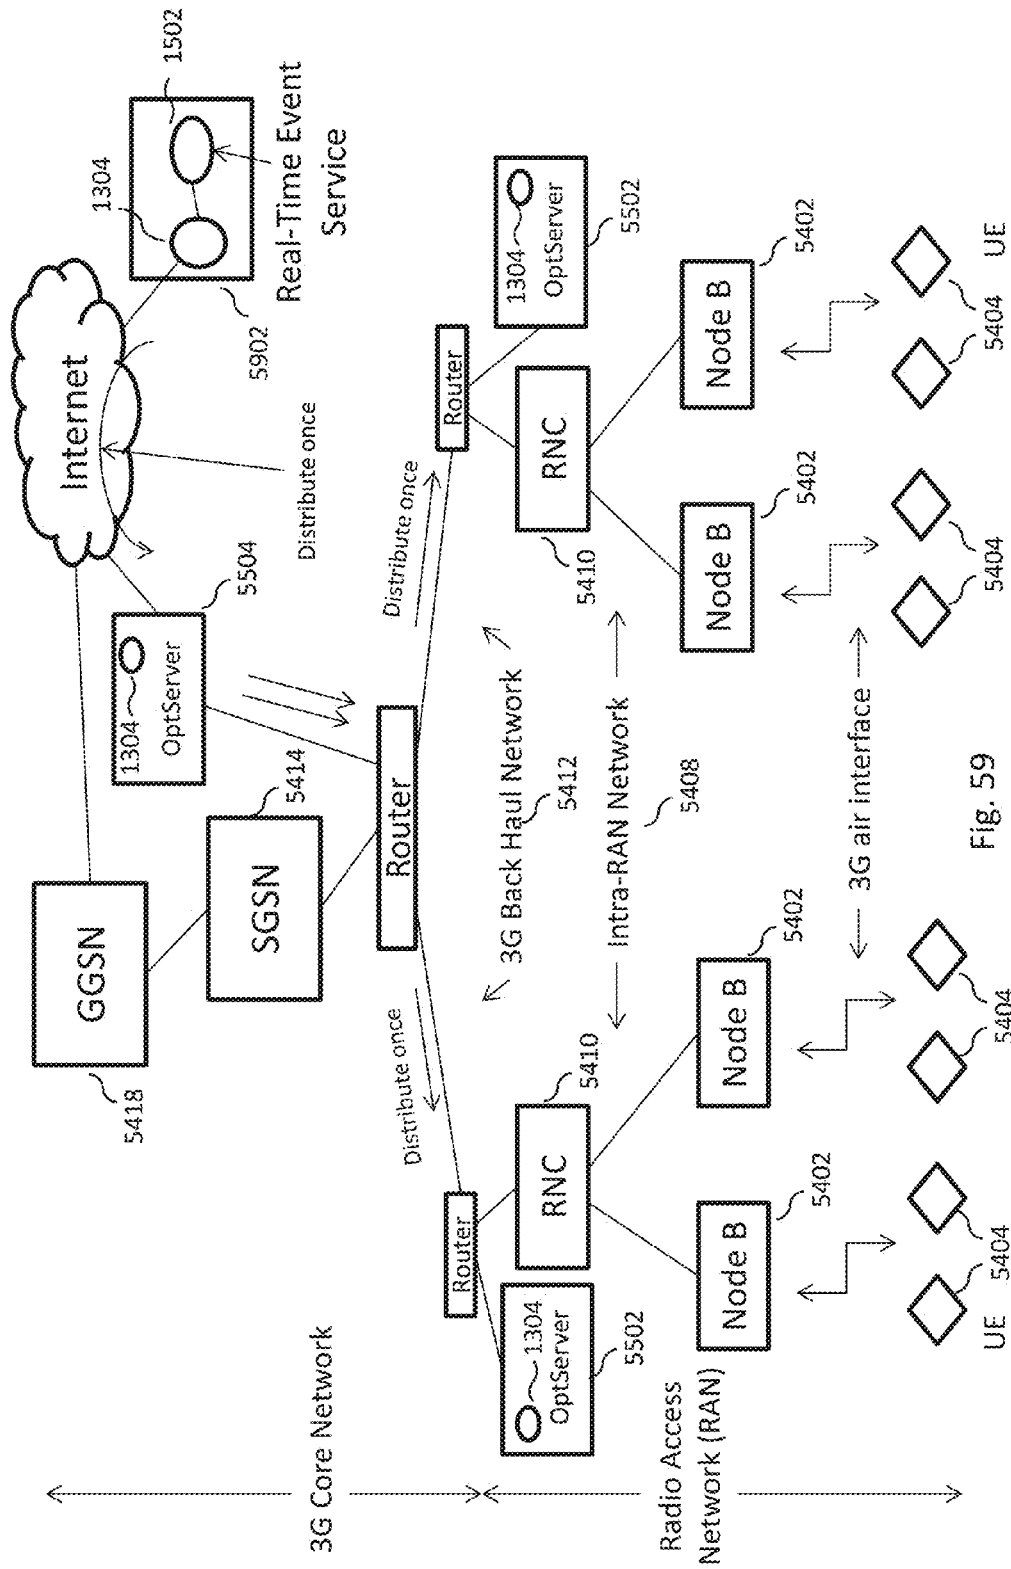 3G Core Network
Radio Access
Network (RAN)
GGSN
5418
SGSN
5414
Internet
Distribute once
1304
1502
5902
Real-Time Event
Service
1304
OptServer
5504
Router
Distribute once
Distribute once
3G Back Haul Network
5412
Intra-RAN Network
5408
3G air interface
Router
1304
OptServer
5502
RNC
5410
Node B
5402
Node B
5402
5404
5404
UE
Router
1304
OptServer
5502
RNC
5410
Node B
5402
Node B
5402
5404
5404
UE
Fig. 59